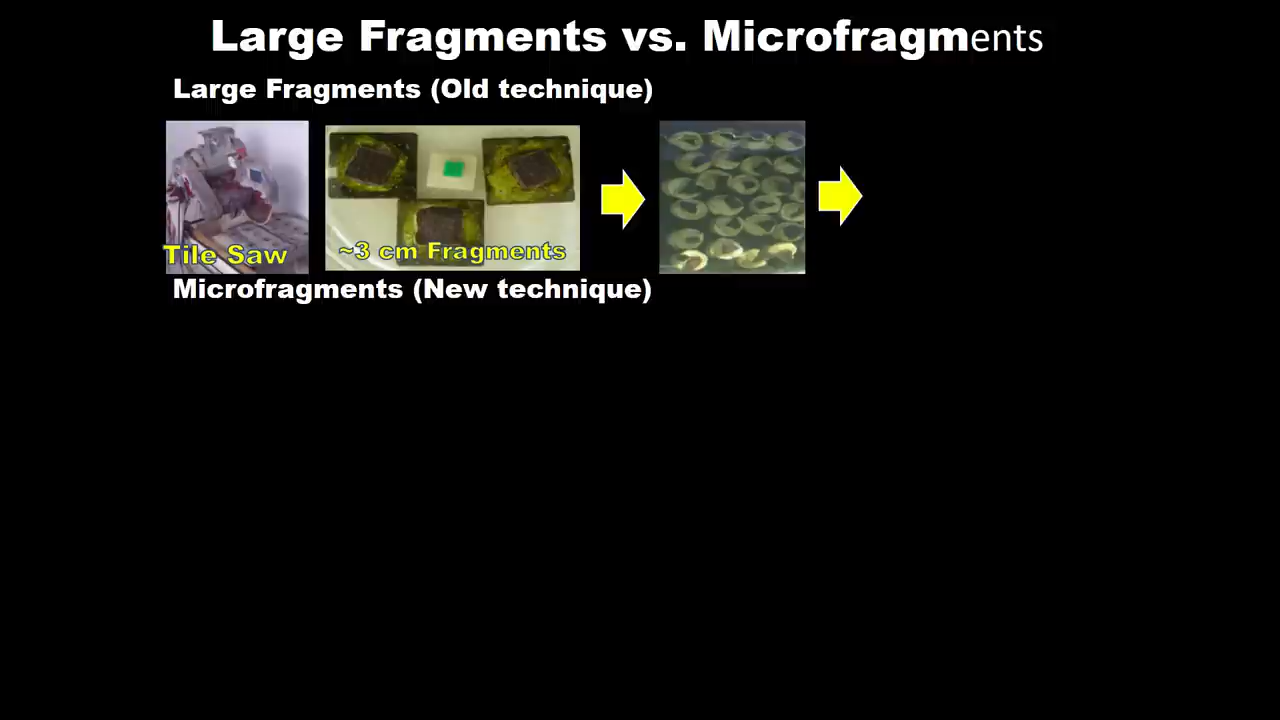 Large Fragments vs. Microfragments
Large Fragments (Old technique)
Tile Saw
~3 cm Fragments
Microfragments (New technique)